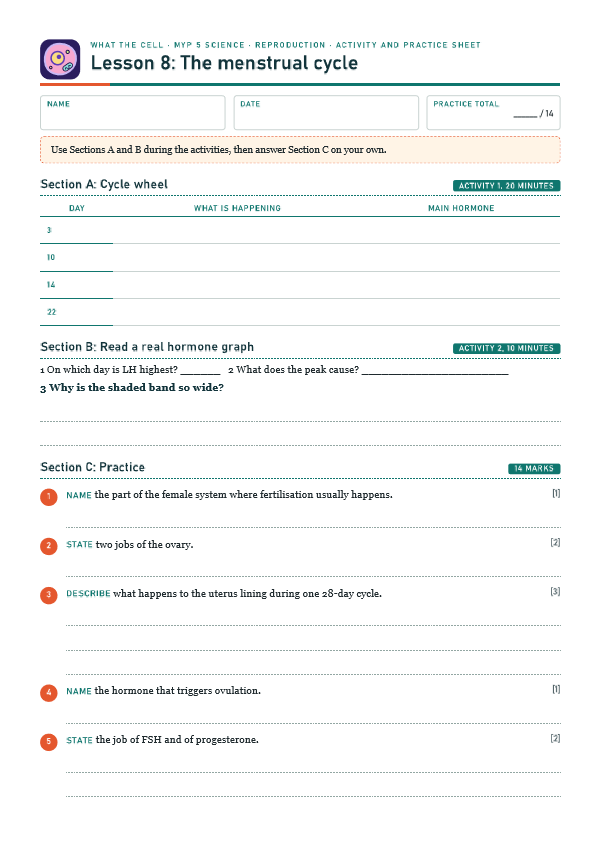 WHAT THE CELL · MYP 5 SCIENCE · REPRODUCTION · ACTIVITY AND PRACTICE SHEET
Lesson 8: The menstrual cycle
NAME
DATE
PRACTICE TOTAL
_____ / 14
Use Sections A and B during the activities, then answer Section C on your own.
Section A: Cycle wheel
ACTIVITY 1, 20 MINUTES
DAY WHAT IS HAPPENING MAIN HORMONE
3
10
14
22
Section B: Read a real hormone graph
ACTIVITY 2, 10 MINUTES
1 On which day is LH highest? ______ 2 What does the peak cause? ______________________
3 Why is the shaded band so wide?
Section C: Practice
14 MARKS
1 NAME the part of the female system where fertilisation usually happens. [1]
2 STATE two jobs of the ovary. [2]
3 DESCRIBE what happens to the uterus lining during one 28-day cycle. [3]
4 NAME the hormone that triggers ovulation. [1]
5 STATE the job of FSH and of progesterone. [2]